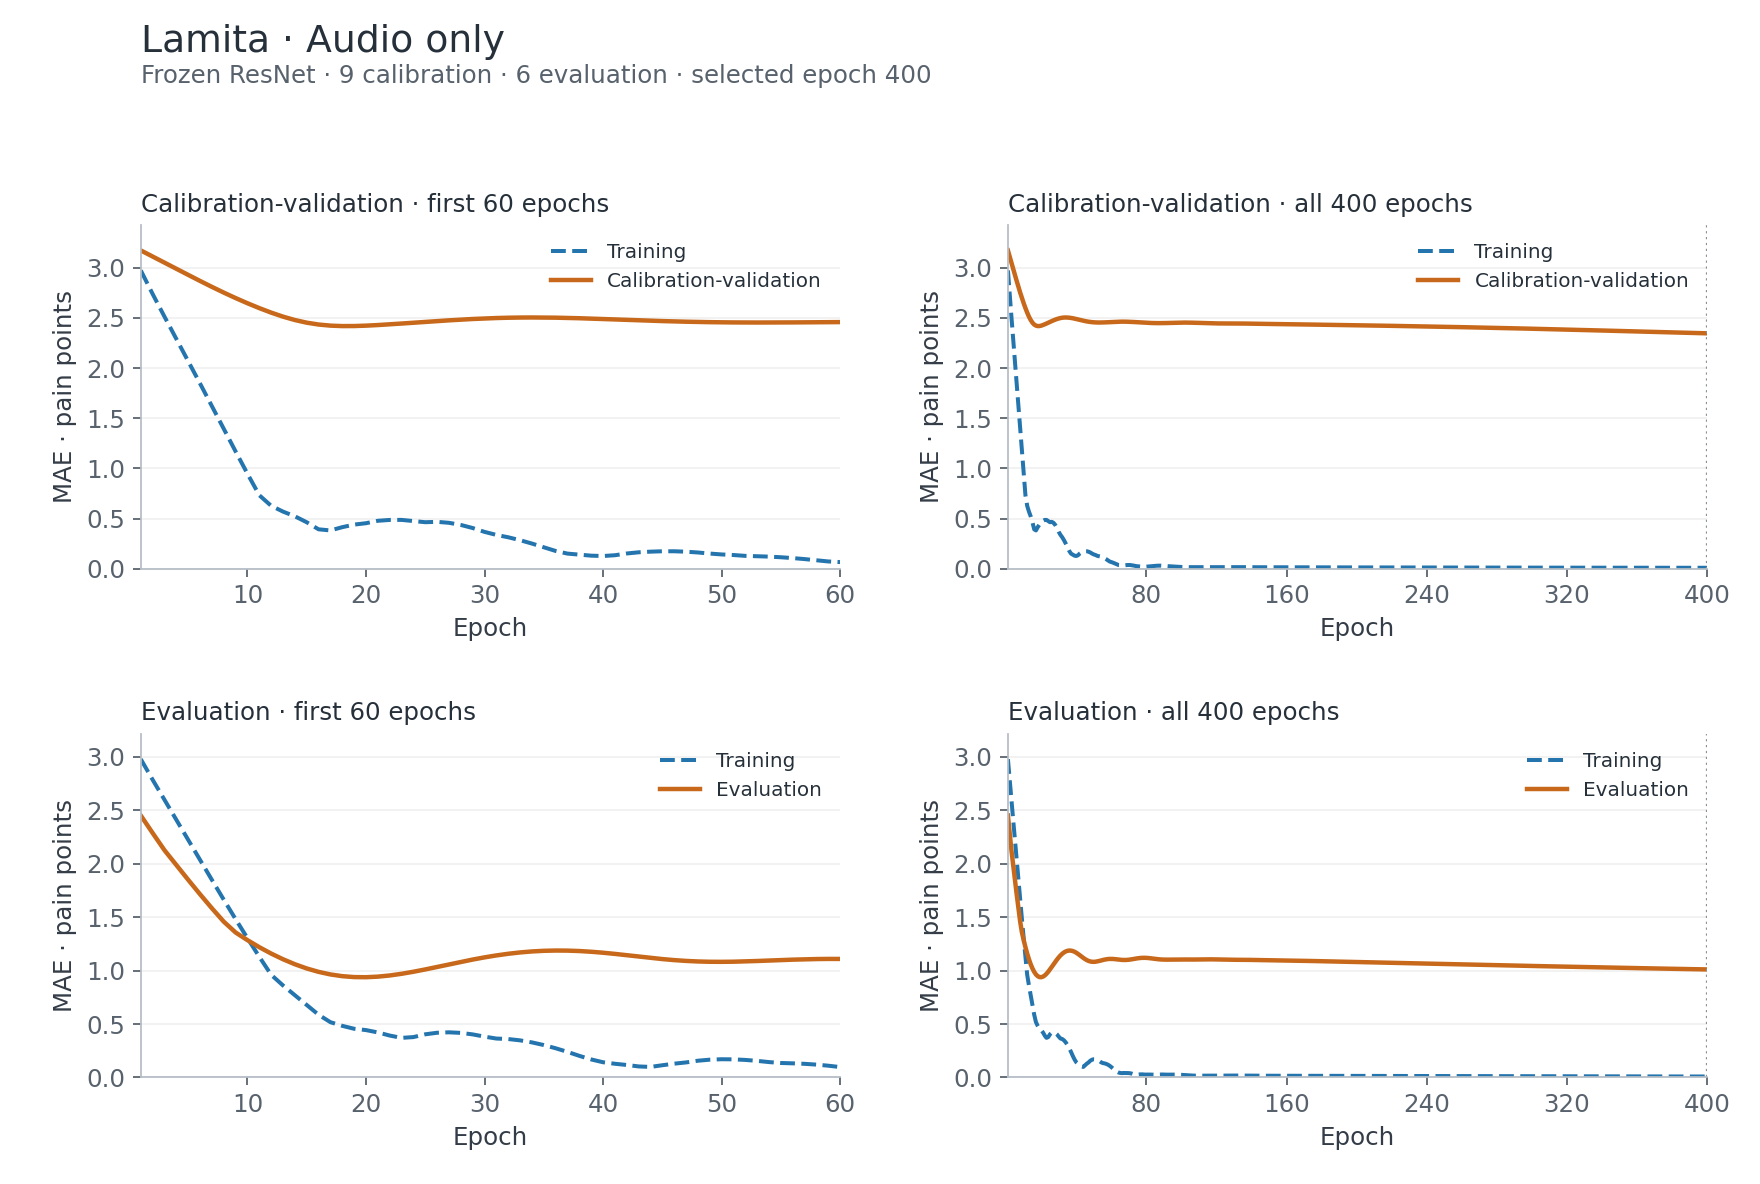 Lamita · Audio only
Frozen ResNet · 9 calibration · 6 evaluation · selected epoch 400
Calibration-validation · first 60 epochs
Training
Calibration-validation
MAE · pain points
3.0
2.5
2.0
1.5
1.0
0.5
0.0
10 20 30 40 50 60
Epoch
Calibration-validation · all 400 epochs
Training
Calibration-validation
MAE · pain points
3.0
2.5
2.0
1.5
1.0
0.5
0.0
80 160 240 320 400
Epoch
Evaluation · first 60 epochs
Training
Evaluation
MAE · pain points
3.0
2.5
2.0
1.5
1.0
0.5
0.0
10 20 30 40 50 60
Epoch
Evaluation · all 400 epochs
Training
Evaluation
MAE · pain points
3.0
2.5
2.0
1.5
1.0
0.5
0.0
80 160 240 320 400
Epoch